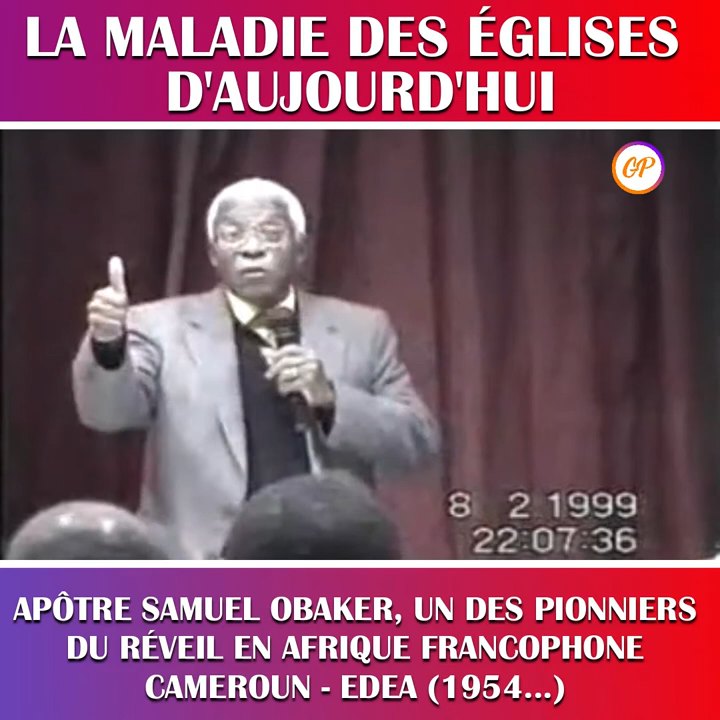 LA MALADIE DES ÉGLISES
D'AUJOURD'HUI
GP
8 2.1999
22:07:36
APÔTRE SAMUEL OBAKER, UN DES PIONNIERS
DU RÉVEIL EN AFRIQUE FRANCOPHONE
CAMEROUN - EDEA (1954...)